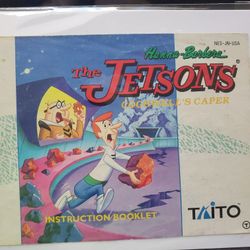 NES-JN-USA
Hanna-Barbera
The JETSONS
COGSWELL'S CAPER
INSTRUCTION BOOKLET
TAITO